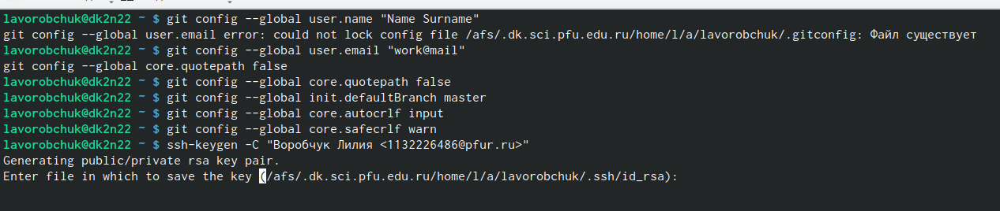 lavorobchuk@dk2n22 ~ $ git config --global user.name "Name Surname"
git config --global user.email error: could not lock config file /afs/.dk.sci.pfu.edu.ru/home/l/a/lavorobchuk/.gitconfig: Файл существует
lavorobchuk@dk2n22 ~ $ git config --global user.email "work@mail"
git config --global core.quotepath false
lavorobchuk@dk2n22 ~ $ git config --global core.quotepath false
lavorobchuk@dk2n22 ~ $ git config --global init.defaultBranch master
lavorobchuk@dk2n22 ~ $ git config --global core.autocrlf input
lavorobchuk@dk2n22 ~ $ git config --global core.safecrlf warn
lavorobchuk@dk2n22 ~ $ ssh-keygen -C "Воробчук Лилия <1132226486@pfur.ru>"
Generating public/private rsa key pair.
Enter file in which to save the key (/afs/.dk.sci.pfu.edu.ru/home/l/a/lavorobchuk/.ssh/id_rsa):